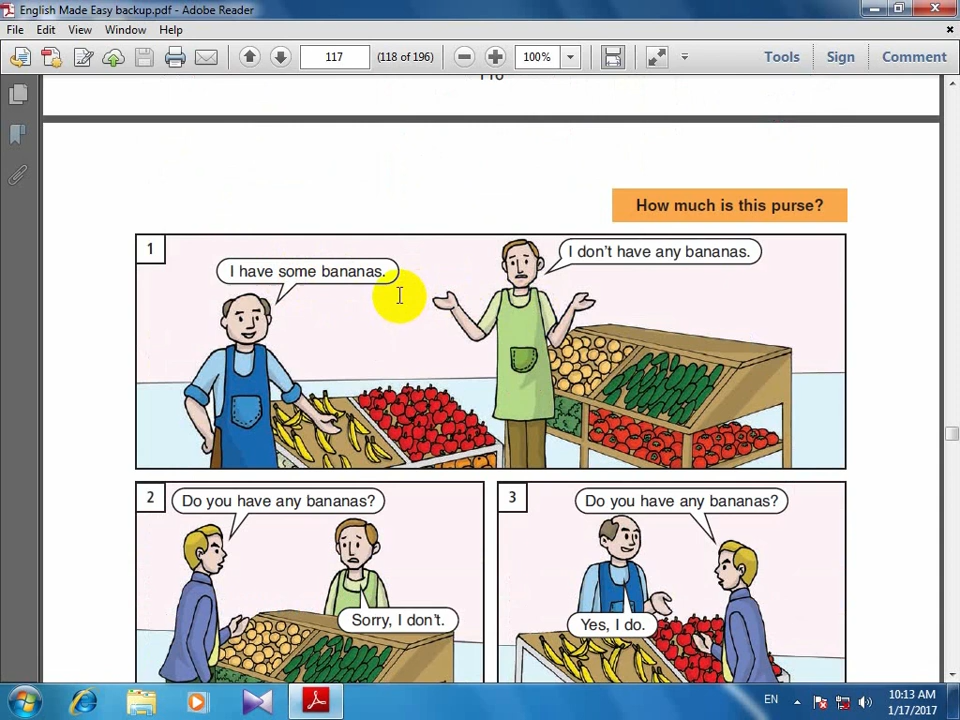 English Made Easy backup.pdf - Adobe Reader
File Edit View Window Help
117 (118 of 196) 100% Tools Sign Comment
How much is this purse?
1
I have some bananas.
I don't have any bananas.
2
Do you have any bananas?
Sorry, I don't.
3
Do you have any bananas?
Yes, I do.
EN
10:13 AM
1/17/2017